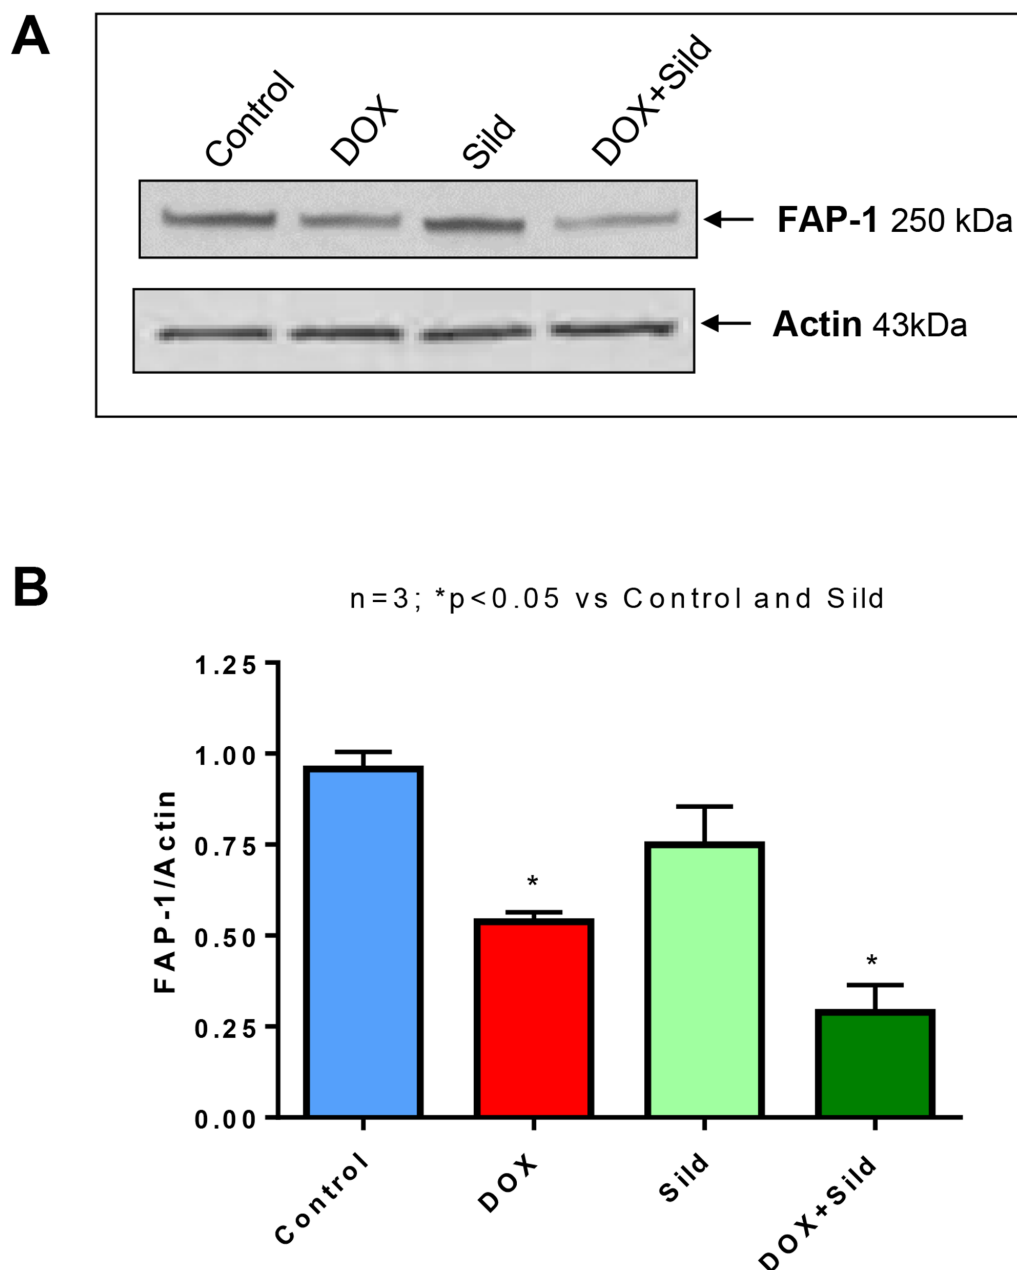 A
Control
DOX
Sild
DOX+Sild
FAP-1 250 kDa
Actin 43kDa
B
n=3; *p<0.05 vs Control and Sild
1.25
1.00
0.75
0.50
0.25
0.00
FAP-1/Actin
*
*
Control
DOX
Sild
DOX+Sild